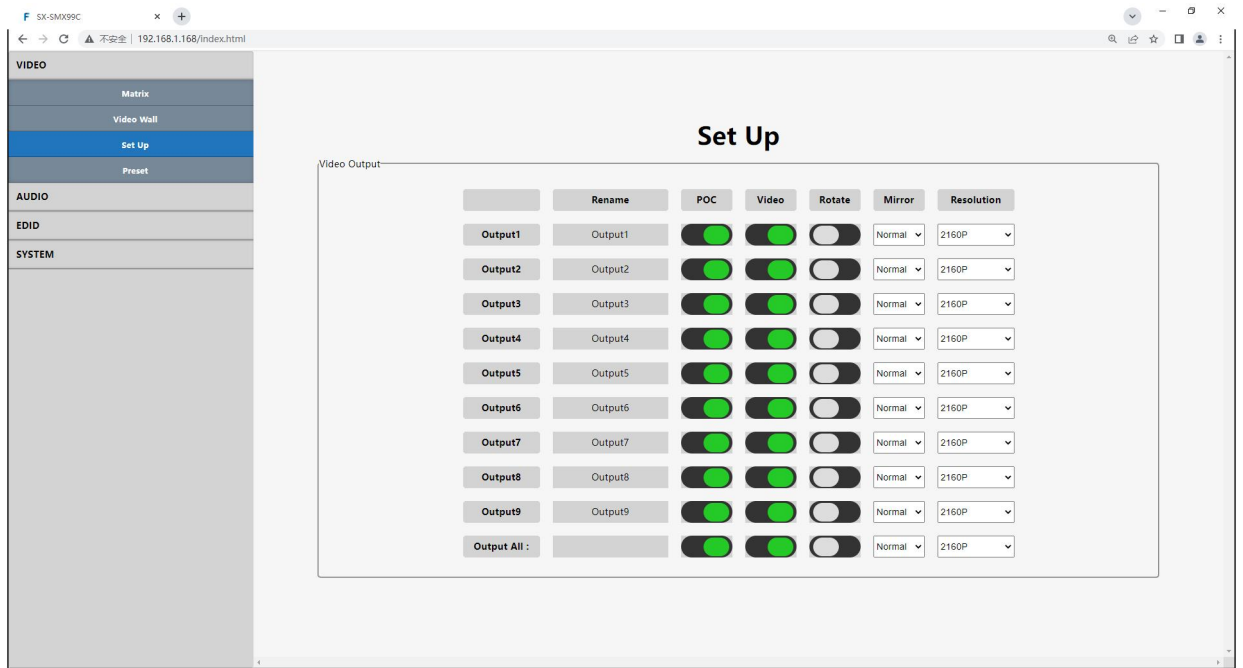 F SX-SMX99C
不安全 | 192.168.1.168/index.html
VIDEO
Matrix
Video Wall
Set Up
Preset
AUDIO
EDID
SYSTEM
Set Up
Video Output
Rename POC Video Rotate Mirror Resolution
Output1 Output1 Normal 2160P
Output2 Output2 Normal 2160P
Output3 Output3 Normal 2160P
Output4 Output4 Normal 2160P
Output5 Output5 Normal 2160P
Output6 Output6 Normal 2160P
Output7 Output7 Normal 2160P
Output8 Output8 Normal 2160P
Output9 Output9 Normal 2160P
Output All : Normal 2160P